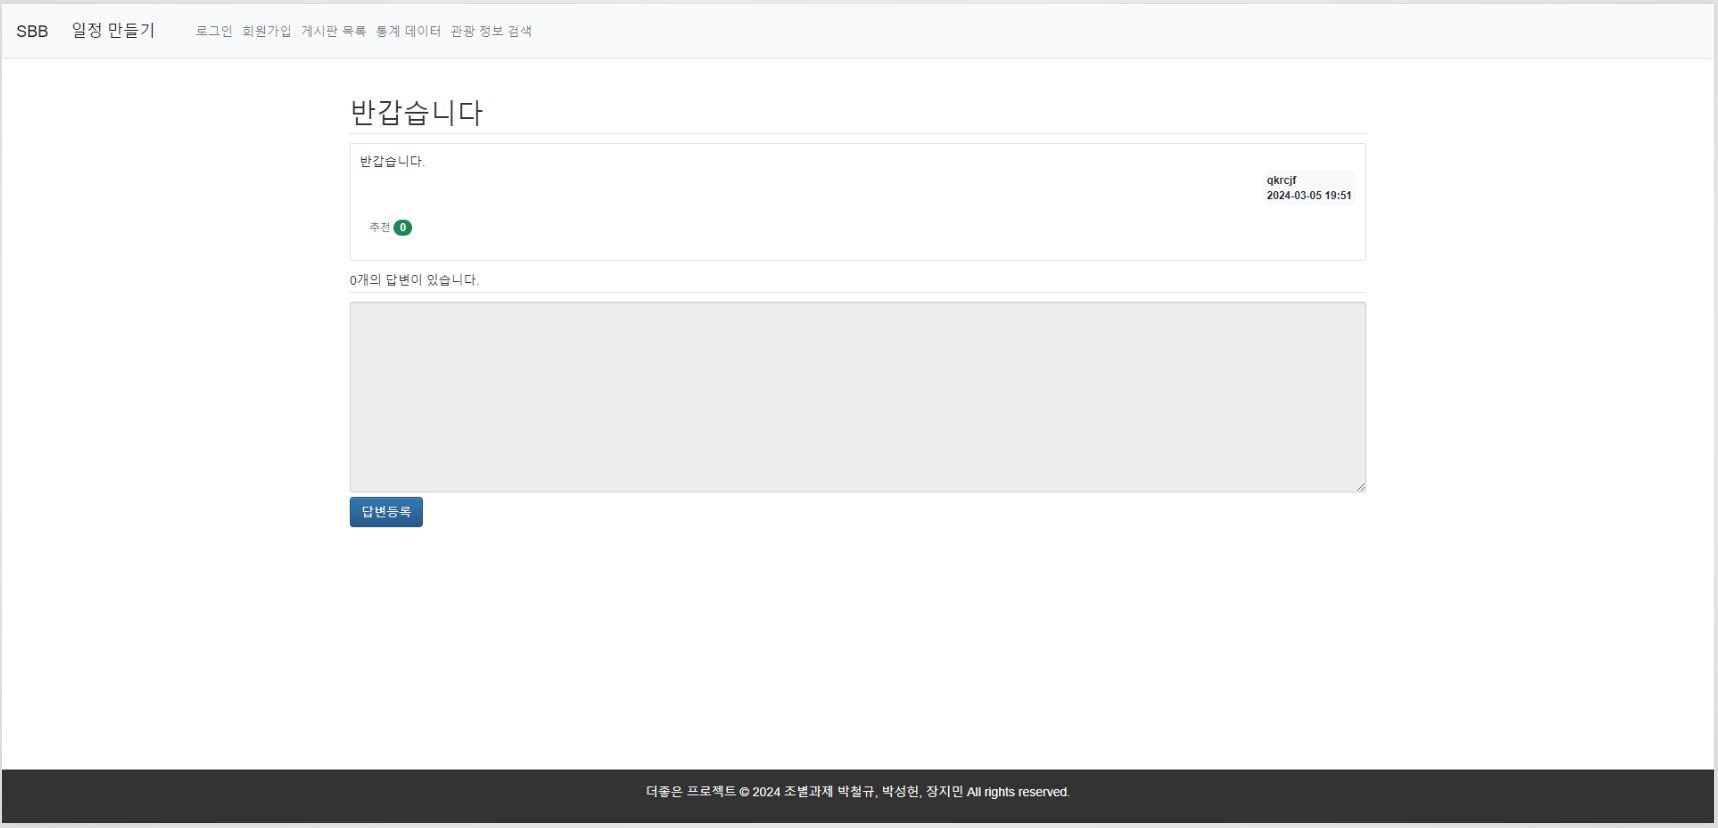 SBB 일정 만들기 로그인 회원가입 게시판 목록 통계 데이터 관광 정보 검색
반갑습니다
반갑습니다.
qkrcjf
2024-03-05 19:51
추전 0
0개의 답변이 있습니다.
답변등록
더좋은 프로젝트 © 2024 조별과제 박철규, 박성헌, 장지민 All rights reserved.